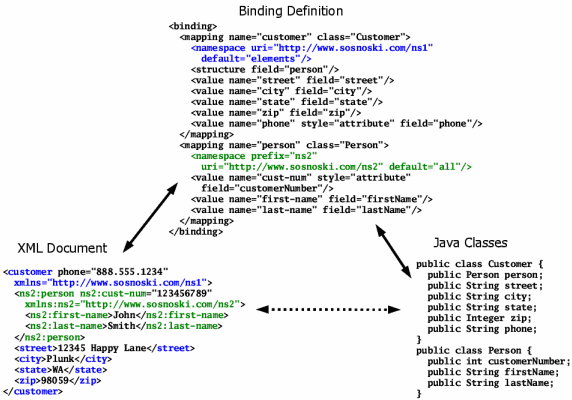 Binding Definition
<binding>
  <mapping name="customer" class="Customer">
    <namespace uri="http://www.sosnoski.com/ns1"
      default="elements"/>
    <structure field="person"/>
    <value name="street" field="street"/>
    <value name="city" field="city"/>
    <value name="state" field="state"/>
    <value name="zip" field="zip"/>
    <value name="phone" style="attribute" field="phone"/>
  </mapping>
  <mapping name="person" class="Person">
    <namespace prefix="ns2"
      uri="http://www.sosnoski.com/ns2" default="all"/>
    <value name="cust-num" style="attribute"
      field="customerNumber"/>
    <value name="first-name" field="firstName"/>
    <value name="last-name" field="lastName"/>
  </mapping>
</binding>
XML Document
<customer phone="888.555.1234"
  xmlns="http://www.sosnoski.com/ns1">
  <ns2:person ns2:cust-num="123456789"
    xmlns:ns2="http://www.sosnoski.com/ns2">
    <ns2:first-name>John</ns2:first-name>
    <ns2:last-name>Smith</ns2:last-name>
  </ns2:person>
  <street>12345 Happy Lane</street>
  <city>Plunk</city>
  <state>WA</state>
  <zip>98059</zip>
</customer>
Java Classes
public class Customer {
  public Person person;
  public String street;
  public String city;
  public String state;
  public Integer zip;
  public String phone;
}
public class Person {
  public int customerNumber;
  public String firstName;
  public String lastName;
}